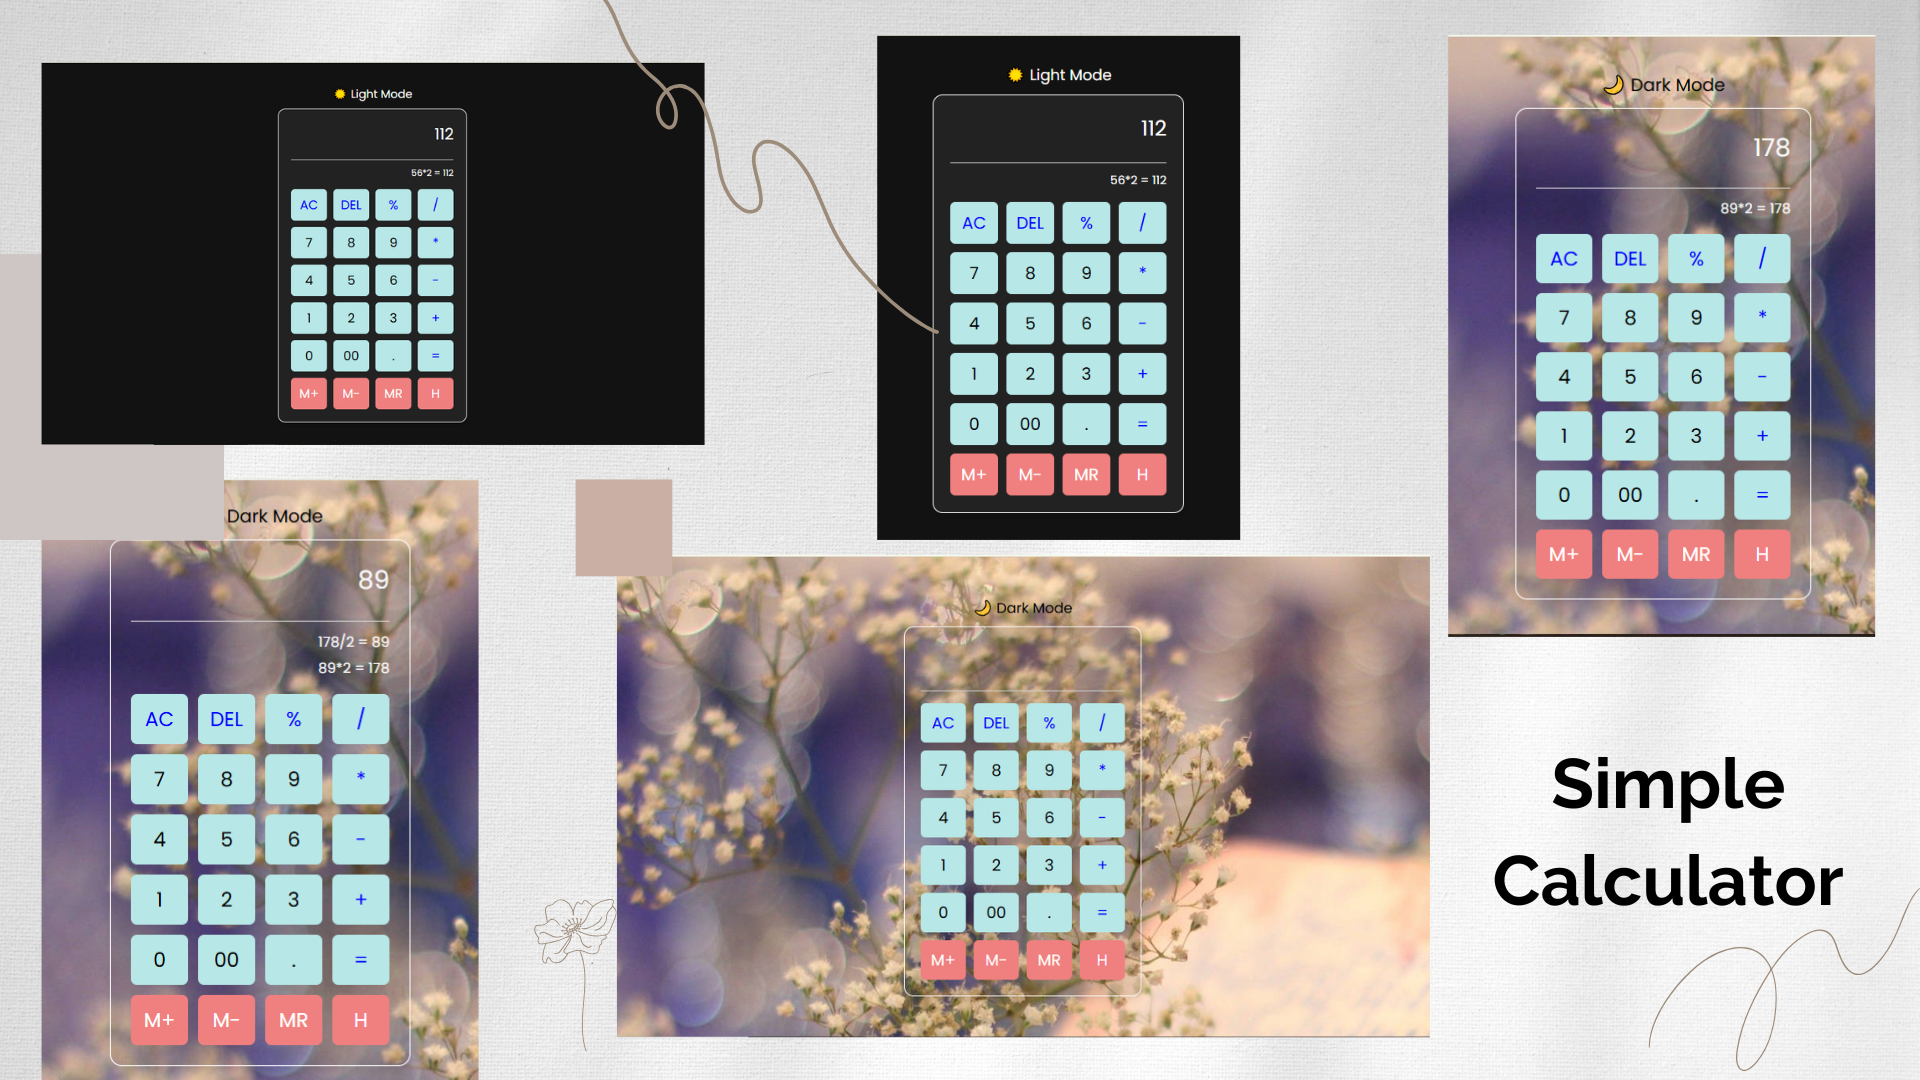 ☀ Light Mode
112
56*2 = 112
AC DEL % /
7 8 9 *
4 5 6 -
1 2 3 +
0 00 . =
M+ M- MR H
☀ Light Mode
112
56*2 = 112
AC DEL % /
7 8 9 *
4 5 6 -
1 2 3 +
0 00 . =
M+ M- MR H
🌙 Dark Mode
178
89*2 = 178
AC DEL % /
7 8 9 *
4 5 6 -
1 2 3 +
0 00 . =
M+ M- MR H
Dark Mode
89
178/2 = 89
89*2 = 178
AC DEL % /
7 8 9 *
4 5 6 -
1 2 3 +
0 00 . =
M+ M- MR H
🌙 Dark Mode
AC DEL % /
7 8 9 *
4 5 6 -
1 2 3 +
0 00 . =
M+ M- MR H
Simple
Calculator